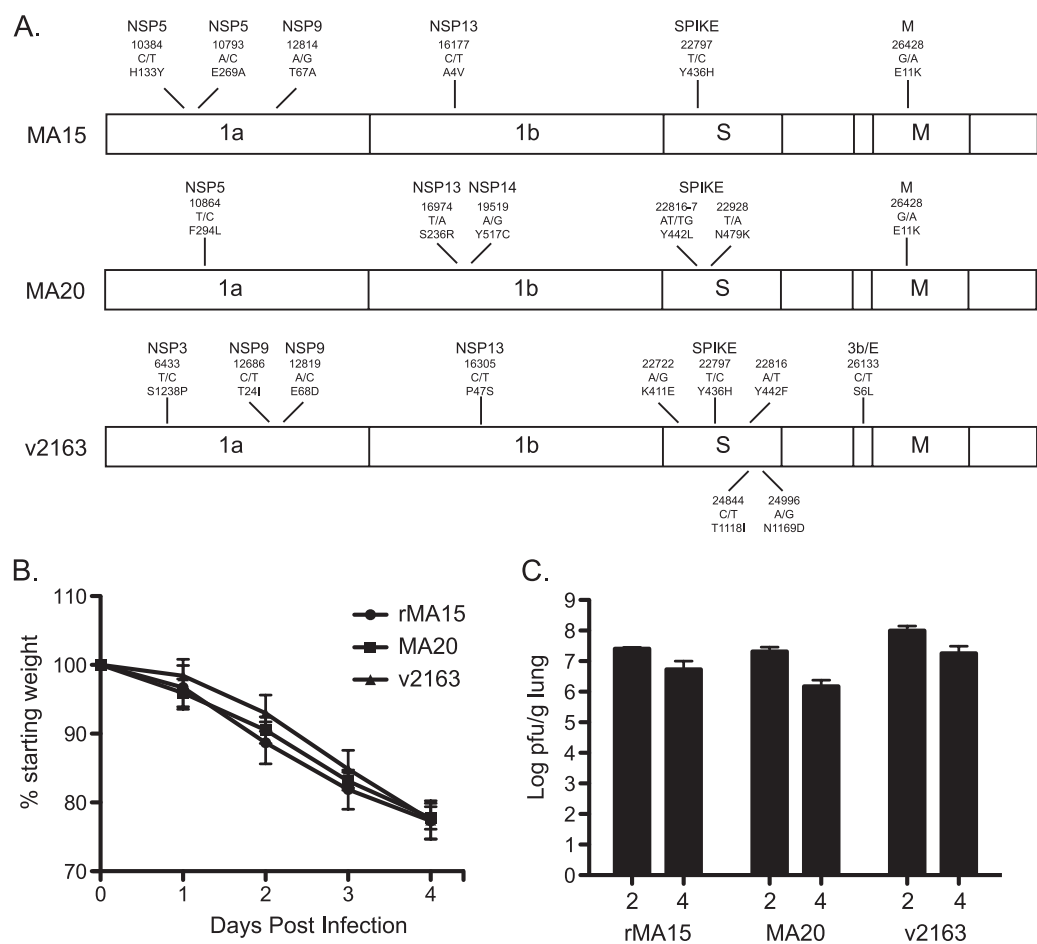 A.
NSP5 NSP5 NSP9 NSP13 SPIKE M
10384 10793 12814 16177 22797 26428
C/T A/C A/G C/T T/C G/A
H133Y E269A T67A A4V Y436H E11K
MA15 1a 1b S M
NSP5 NSP13 NSP14 SPIKE M
10864 16974 19519 22816-7 22928 26428
T/C T/A A/G AT/TG T/A G/A
F294L S236R Y517C Y442L N479K E11K
MA20 1a 1b S M
NSP3 NSP9 NSP9 NSP13 SPIKE 3b/E
6433 12686 12819 16305 22722 22797 22816 26133
T/C C/T A/C C/T A/G T/C A/T C/T
S1238P T24I E68D P47S K411E Y436H Y442F S6L
v2163 1a 1b S M
24844 24996
C/T A/G
T1118I N1169D
B.
110
100
90
80
70
% starting weight
0 1 2 3 4
Days Post Infection
rMA15
MA20
v2163
C.
9
8
7
6
5
4
3
2
1
0
Log pfu/g lung
2 4 2 4 2 4
rMA15 MA20 v2163